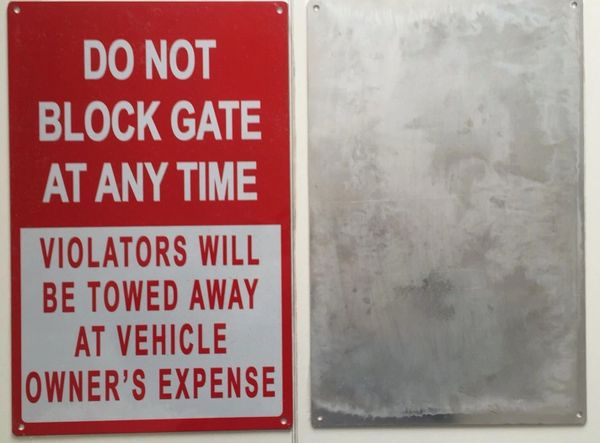 DO NOT
BLOCK GATE
AT ANY TIME
VIOLATORS WILL
BE TOWED AWAY
AT VEHICLE
OWNER'S EXPENSE